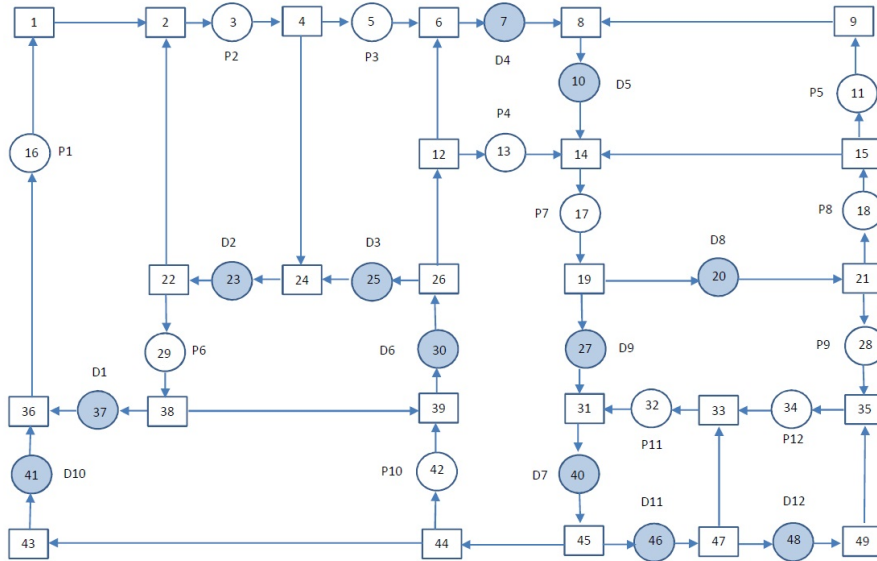 1 2 3 4 5 6 7 8 9
P2 P3 D4
10 D5 P5 11
P4
16 P1 12 13 14 15
P7 17 P8 18
D2 D3 D8
22 23 24 25 26 19 20 21
29 P6 D6 30 27 D9 P9 28
D1
36 37 38 39 31 32 33 34 35
P11 P12
41 D10 P10 42 D7 40
D11 D12
43 44 45 46 47 48 49